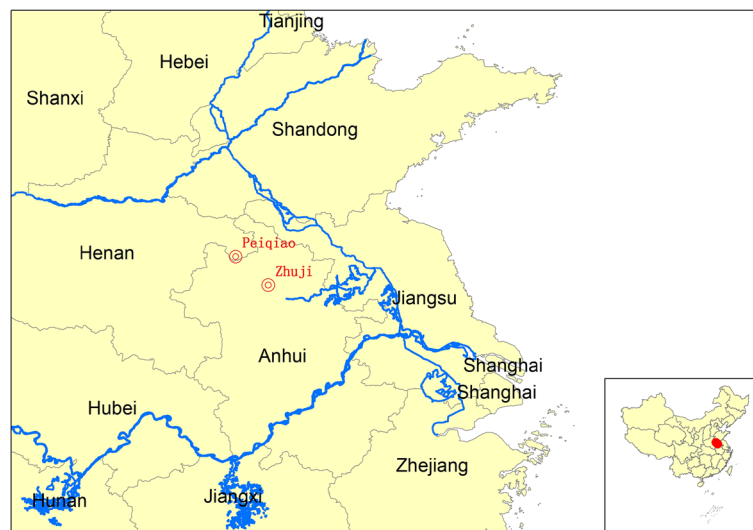 Tianjing
Hebei
Shanxi
Shandong
Henan
Peiqiao
Zhuji
Jiangsu
Anhui
Shanghai
Shanghai
Hubei
Zhejiang
Hunan
Jiangxi